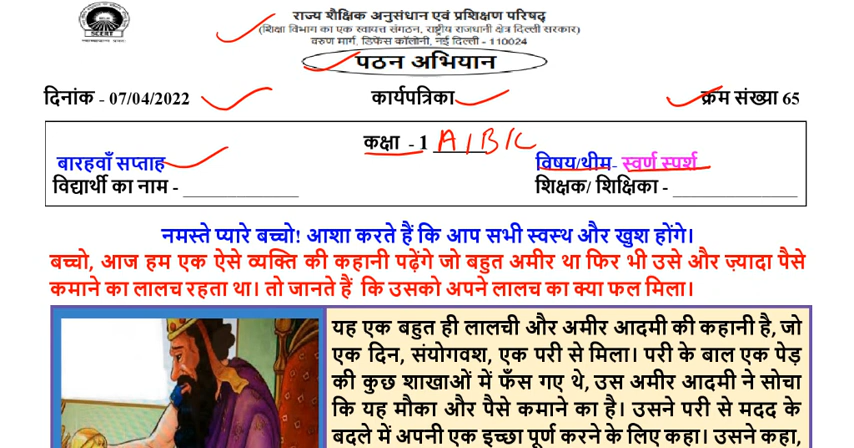 राज्य शैक्षिक अनुसंधान एवं प्रशिक्षण परिषद्
(शिक्षा विभाग का एक स्वायत्त संगठन, राष्ट्रीय राजधानी क्षेत्र दिल्ली सरकार)
वरुण मार्ग, डिफेंस कॉलोनी, नई दिल्ली - 110024
SCERT
पठन अभियान
दिनांक - 07/04/2022 कार्यपत्रिका क्रम संख्या 65
कक्षा - 1 A/B/C
बारहवाँ सप्ताह विषय/थीम- स्वर्ण स्पर्श
विद्यार्थी का नाम - ____________ शिक्षक/ शिक्षिका - ____________
नमस्ते प्यारे बच्चो! आशा करते हैं कि आप सभी स्वस्थ और खुश होंगे।
बच्चो, आज हम एक ऐसे व्यक्ति की कहानी पढ़ेंगे जो बहुत अमीर था फिर भी उसे और ज़्यादा पैसे
कमाने का लालच रहता था। तो जानते हैं कि उसको अपने लालच का क्या फल मिला।
यह एक बहुत ही लालची और अमीर आदमी की कहानी है, जो
एक दिन, संयोगवश, एक परी से मिला। परी के बाल एक पेड़
की कुछ शाखाओं में फँस गए थे, उस अमीर आदमी ने सोचा
कि यह मौका और पैसे कमाने का है। उसने परी से मदद के
बदले में अपनी एक इच्छा पूर्ण करने के लिए कहा। उसने कहा,